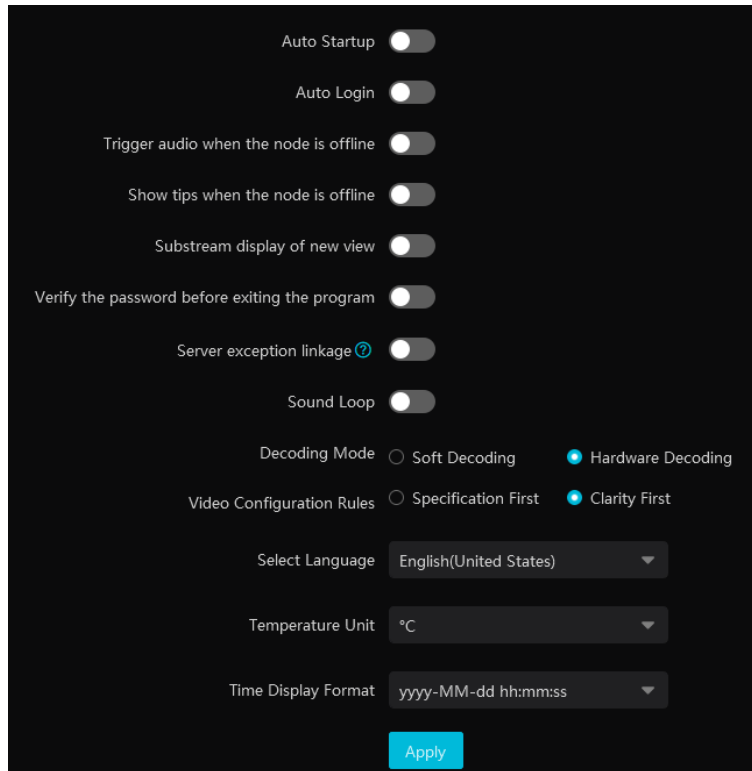 Auto Startup
Auto Login
Trigger audio when the node is offline
Show tips when the node is offline
Substream display of new view
Verify the password before exiting the program
Server exception linkage ?
Sound Loop
Decoding Mode Soft Decoding Hardware Decoding
Video Configuration Rules Specification First Clarity First
Select Language English(United States)
Temperature Unit °C
Time Display Format yyyy-MM-dd hh:mm:ss
Apply